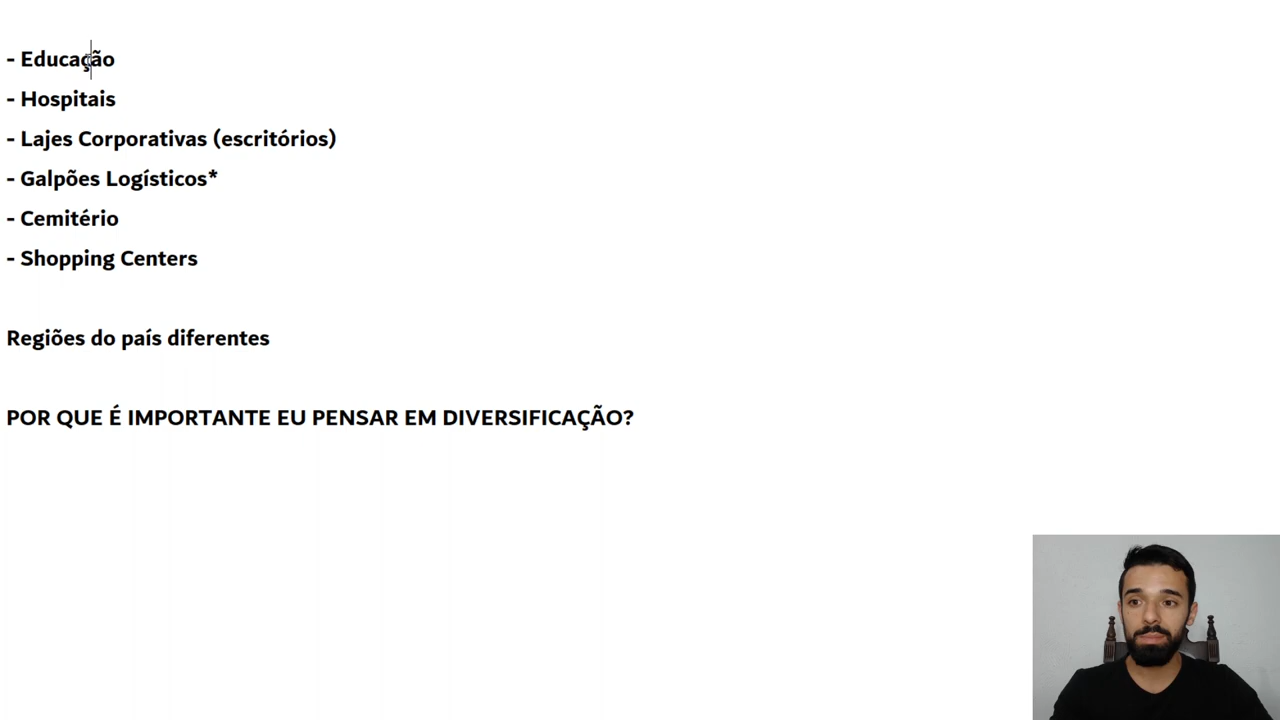 - Educação
- Hospitais
- Lajes Corporativas (escritórios)
- Galpões Logísticos*
- Cemitério
- Shopping Centers
Regiões do país diferentes
POR QUE É IMPORTANTE EU PENSAR EM DIVERSIFICAÇÃO?